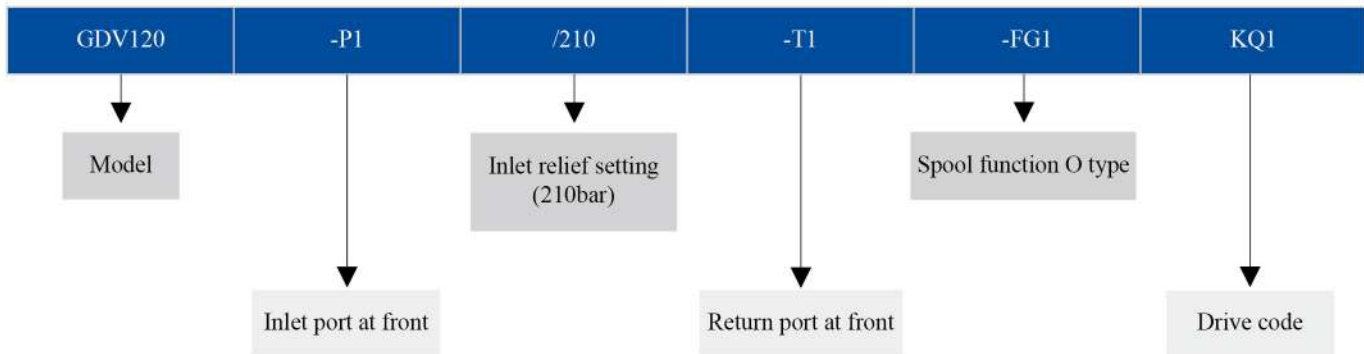 GDV120 -P1 /210 -T1 -FG1 KQ1
Model
Inlet relief setting
(210bar)
Spool function O type
Inlet port at front
Return port at front
Drive code